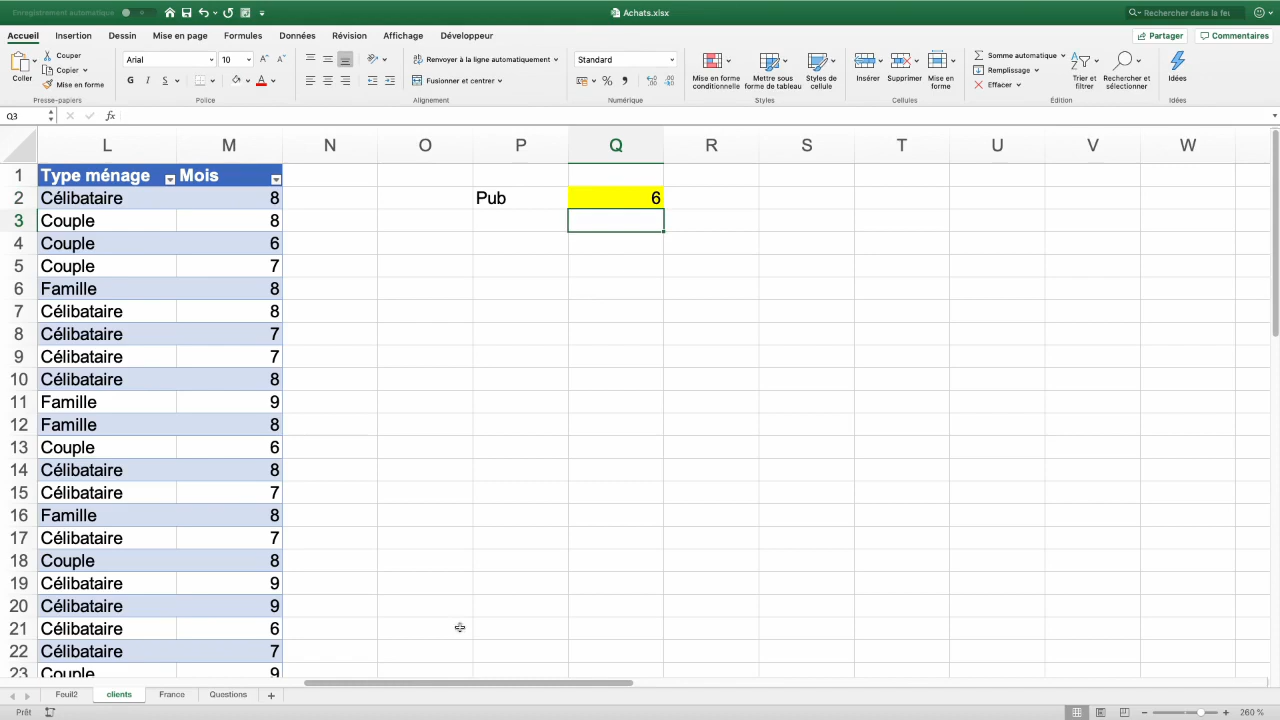 Enregistrement automatique
Achats.xlsx
Rechercher dans la feu
Accueil Insertion Dessin Mise en page Formules Données Révision Affichage Développeur
Partager Commentaires
Coller
Couper
Copier
Mise en forme
Presse-papiers
Arial 10
G I S
Police
Renvoyer à la ligne automatiquement
Fusionner et centrer
Alignement
Standard
Numérique
Mise en forme conditionnelle
Mettre sous forme de tableau
Styles de cellule
Styles
Insérer
Supprimer
Mise en forme
Cellules
Somme automatique
Remplissage
Effacer
Trier et filtrer
Rechercher et sélectionner
Édition
Idées
Idées
Q3 fx
L M N O P Q R S T U V W
1 Type ménage Mois
2 Célibataire 8 Pub 6
3 Couple 8
4 Couple 6
5 Couple 7
6 Famille 8
7 Célibataire 8
8 Célibataire 7
9 Célibataire 7
10 Célibataire 8
11 Famille 9
12 Famille 8
13 Couple 6
14 Célibataire 8
15 Célibataire 7
16 Famille 8
17 Célibataire 7
18 Couple 8
19 Célibataire 9
20 Célibataire 9
21 Célibataire 6
22 Célibataire 7
23 Couple 9
Feuil2 clients France Questions +
Prêt
260 %